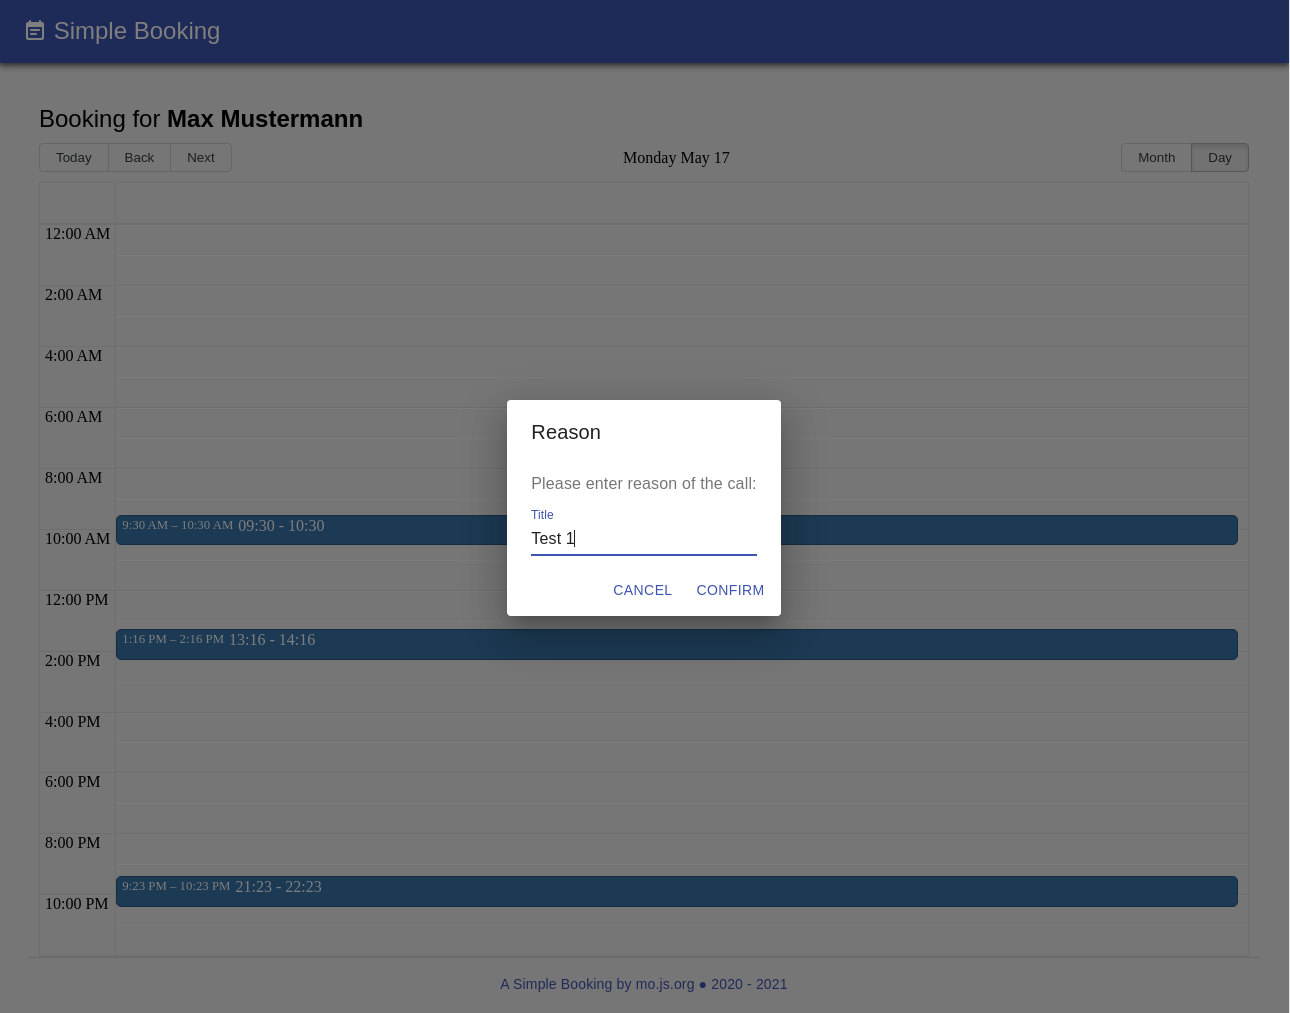 Simple Booking
Booking for Max Mustermann
Today Back Next Monday May 17 Month Day
12:00 AM
2:00 AM
4:00 AM
6:00 AM
8:00 AM
Reason
Please enter reason of the call:
Title
Test 1
CANCEL CONFIRM
9:30 AM – 10:30 AM 09:30 - 10:30
10:00 AM
12:00 PM
1:16 PM – 2:16 PM 13:16 - 14:16
2:00 PM
4:00 PM
6:00 PM
8:00 PM
9:23 PM – 10:23 PM 21:23 - 22:23
10:00 PM
A Simple Booking by mo.js.org ● 2020 - 2021